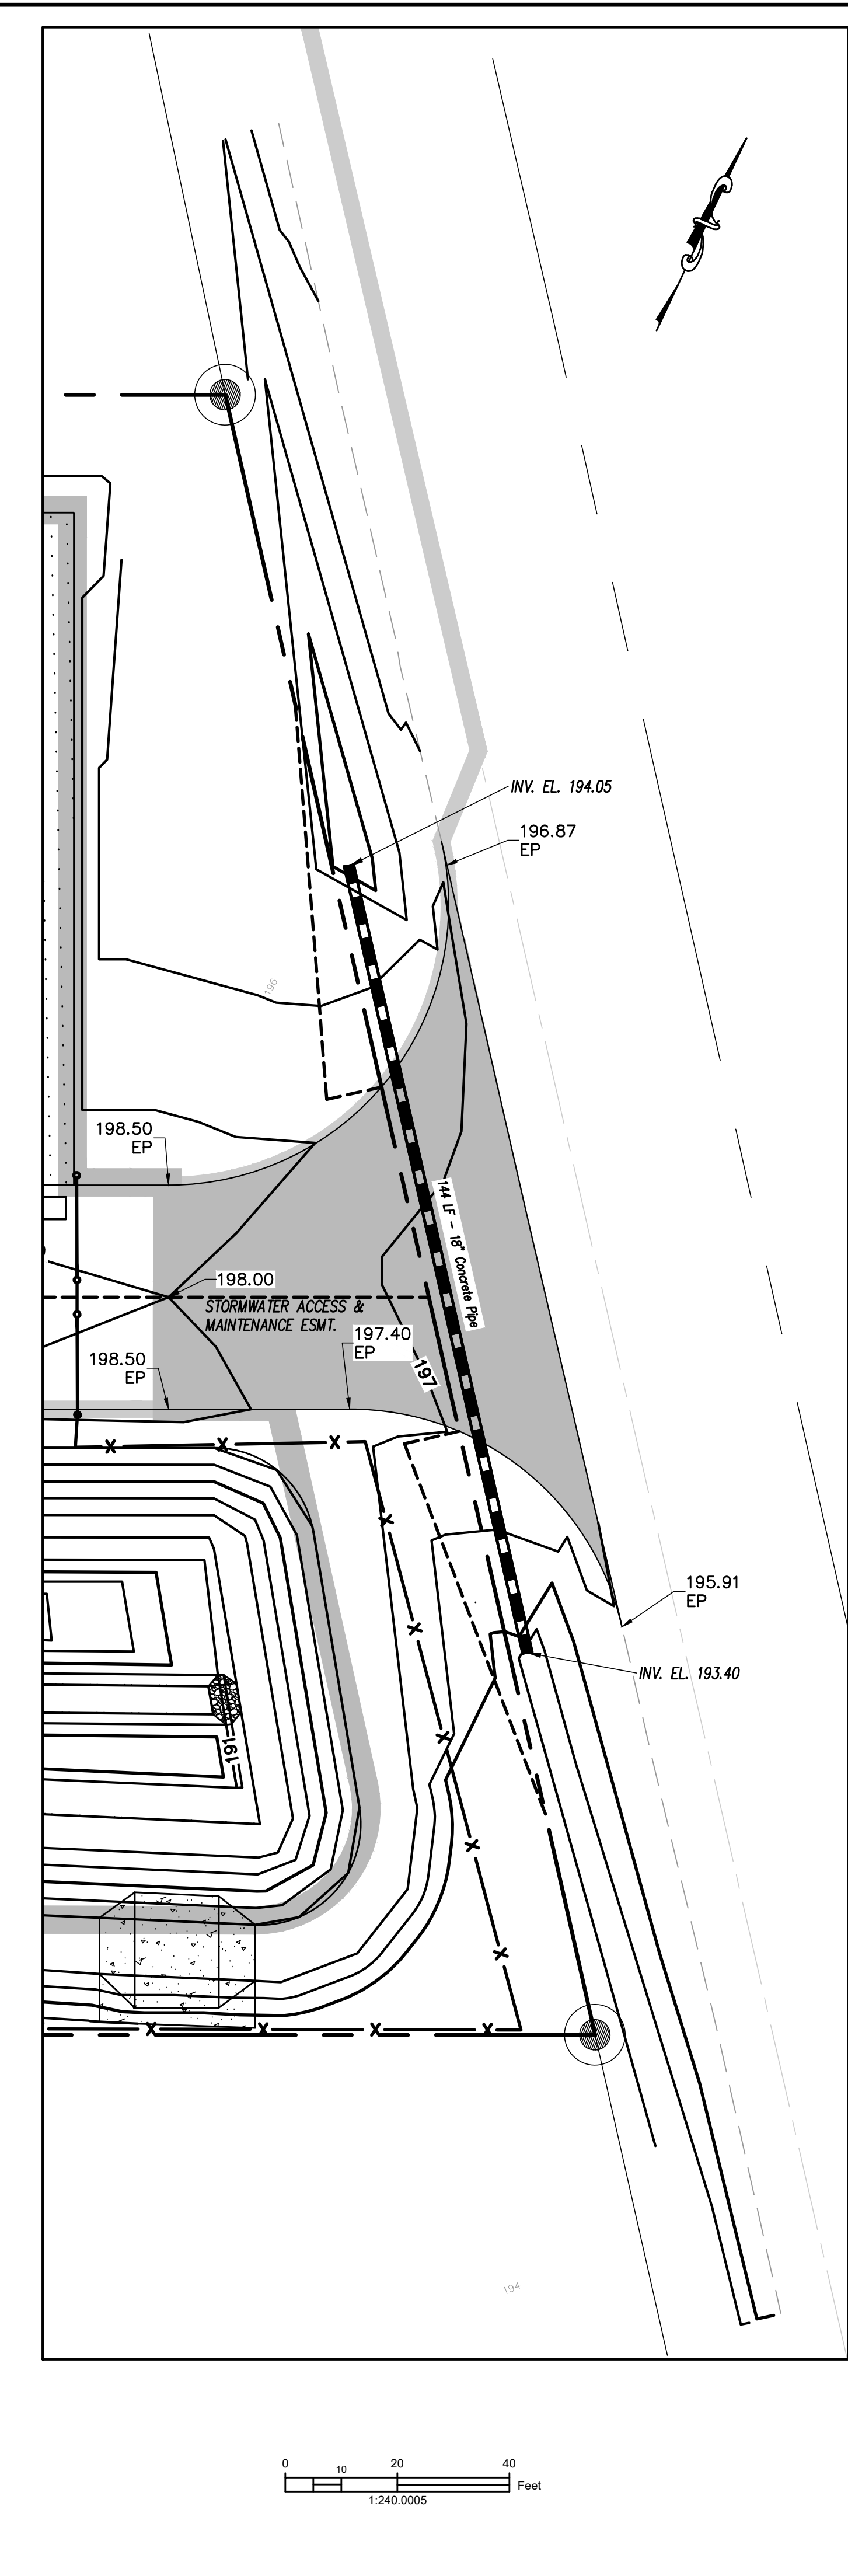 INV. EL. 194.05
196.87
EP
196
198.50
EP
144 LF - 18" Concrete Pipe
198.00
STORMWATER ACCESS &
MAINTENANCE ESMT.
197.40
EP
198.50
EP
197
195.91
EP
INV. EL. 193.40
191
194
0 10 20 40
Feet
1:240.0005